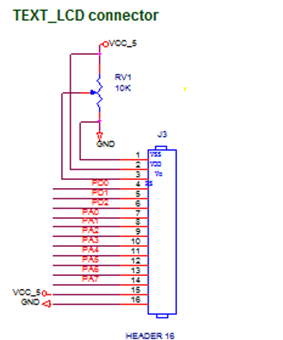 TEXT_LCD connector
VCC_5
RV1
10K
GND
J3
1 VSS
2 VDD
3 Vo
PD0 4 RS
PD1 5
PD2 6
PA0 7
PA1 8
PA2 9
PA3 10
PA4 11
PA5 12
PA6 13
PA7 14
VCC_5 15
GND 16
HEADER 16